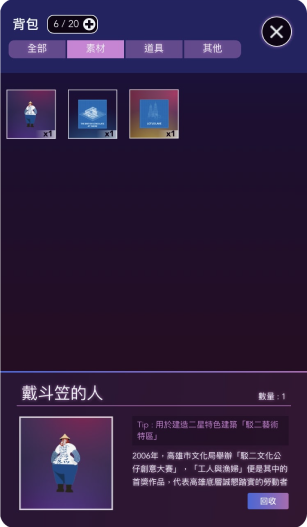 背包 6 / 20
全部 素材 道具 其他
x1 x1 x1
戴斗笠的人
數量 : 1
Tip : 用於建造二星特色建築「駁二藝術
特區」
2006年，高雄市文化局舉辦「駁二文化公
仔創意大賽」，「工人與漁婦」便是其中的
首獎作品，代表高雄底層誠懇踏實的勞動者
回收